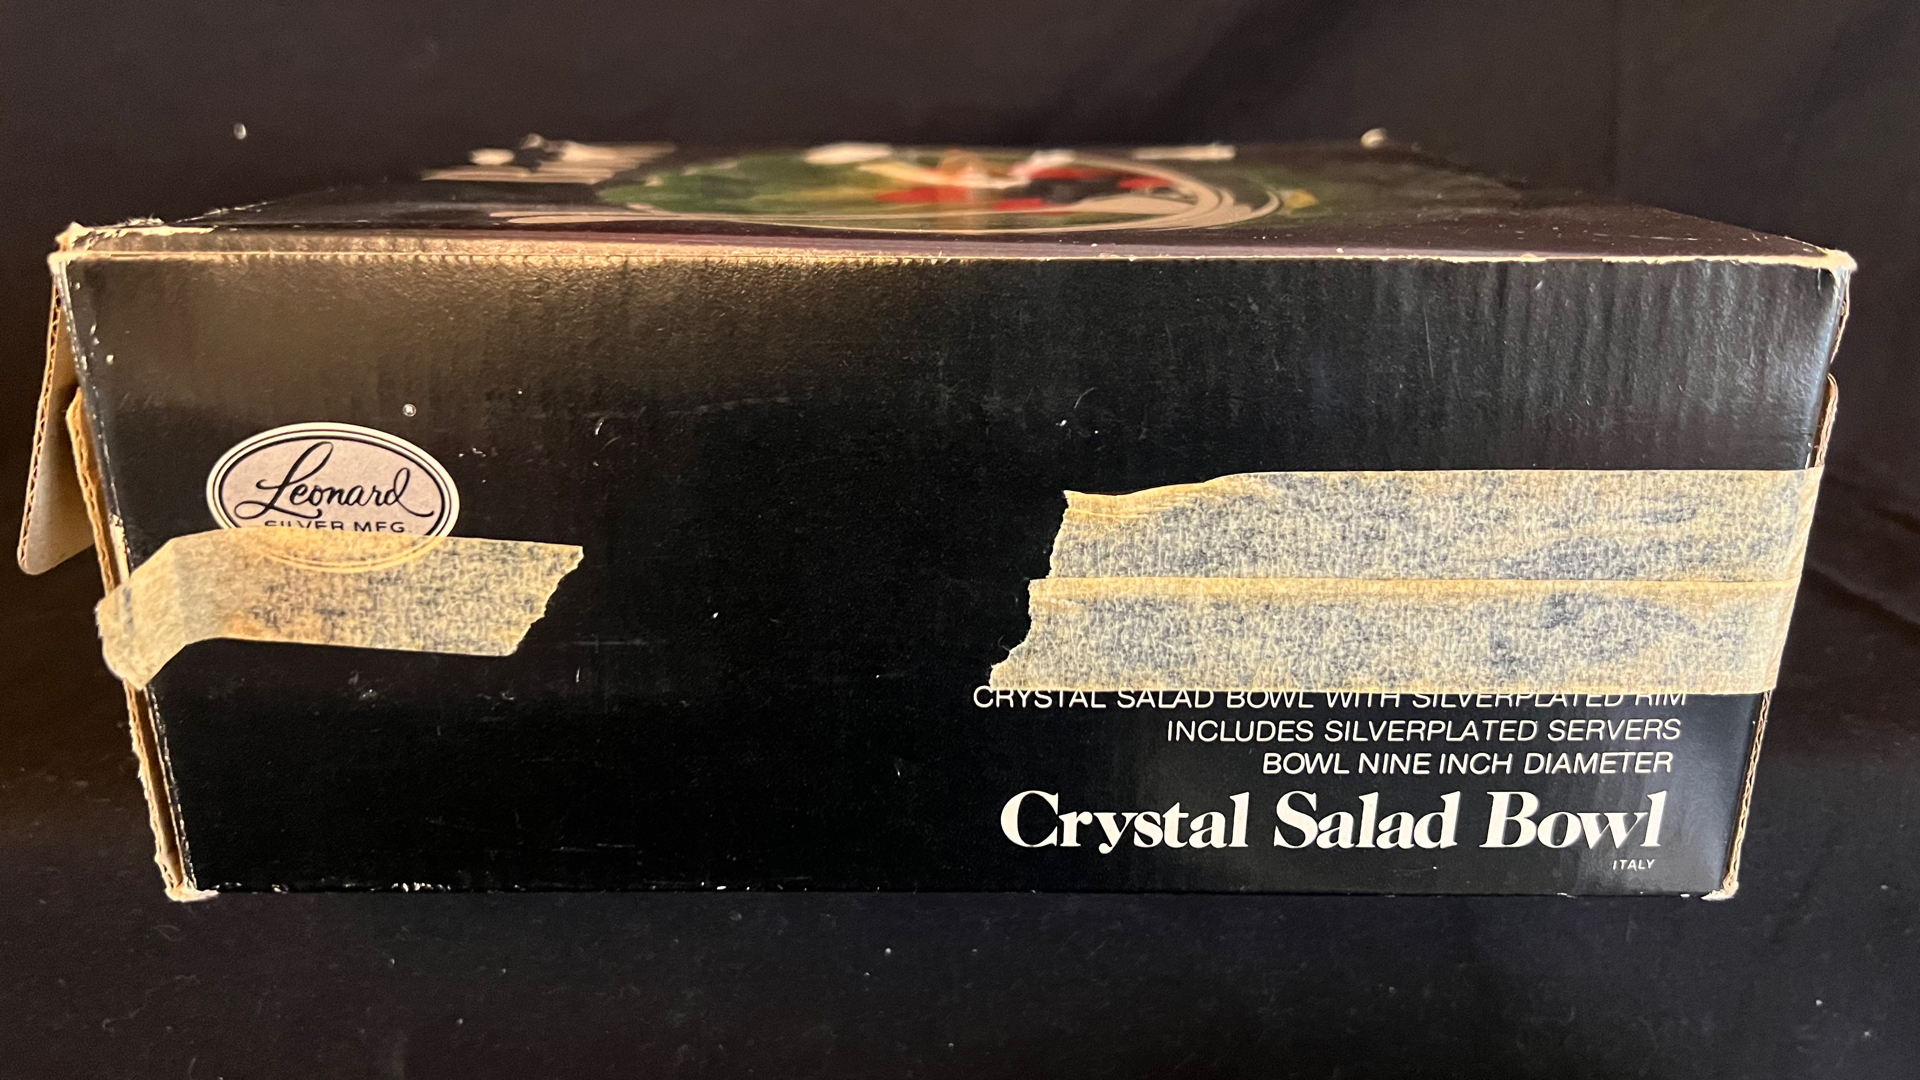 ®
Leonard
SILVER MFG.
CRYSTAL SALAD BOWL WITH SILVERPLATED RIM
INCLUDES SILVERPLATED SERVERS
BOWL NINE INCH DIAMETER
Crystal Salad Bowl
ITALY